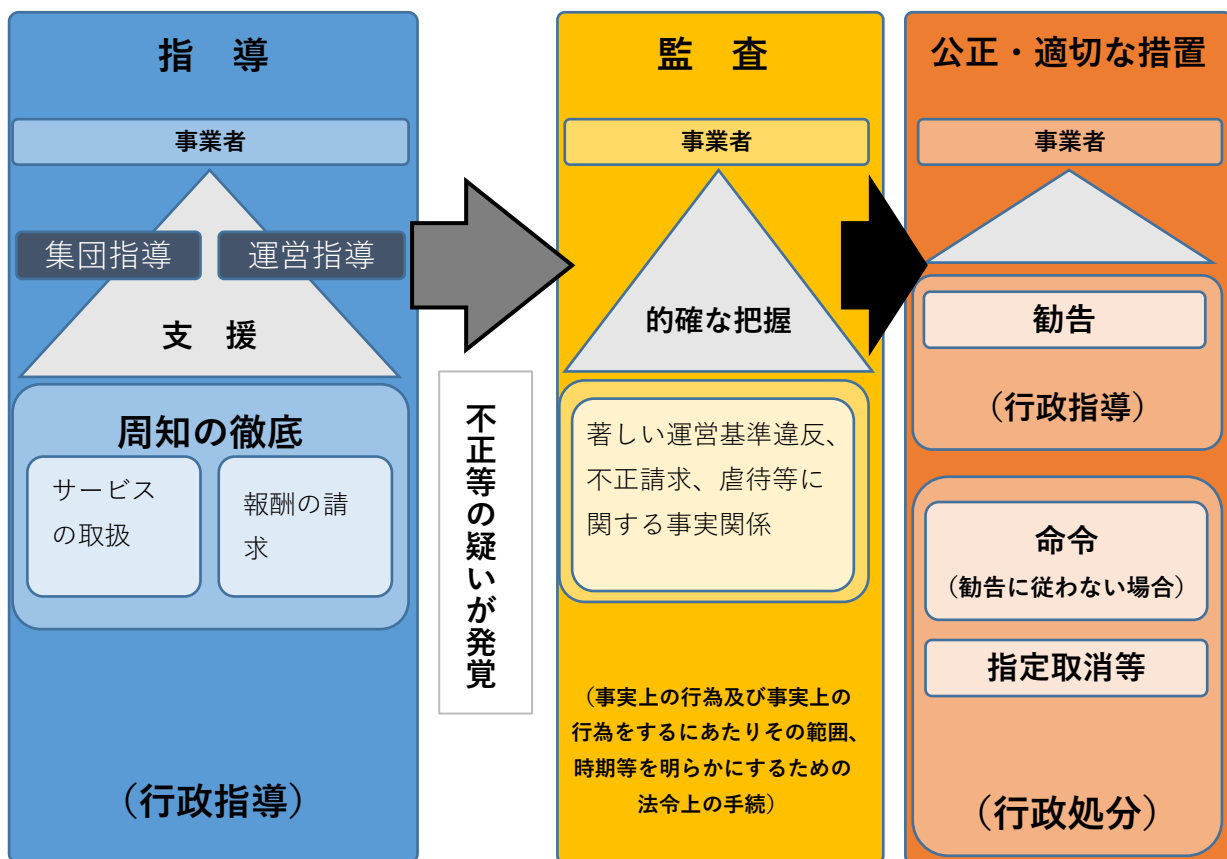 指　導
事業者
集団指導
運営指導
支　援
周知の徹底
サービス
の取扱
報酬の請
求
（行政指導）
不正等の疑いが発覚
監　査
事業者
的確な把握
著しい運営基準違反、
不正請求、虐待等に
関する事実関係
（事実上の行為及び事実上の
行為をするにあたりその範囲、
時期等を明らかにするための
法令上の手続）
公正・適切な措置
事業者
勧告
（行政指導）
命令
（勧告に従わない場合）
指定取消等
（行政処分）